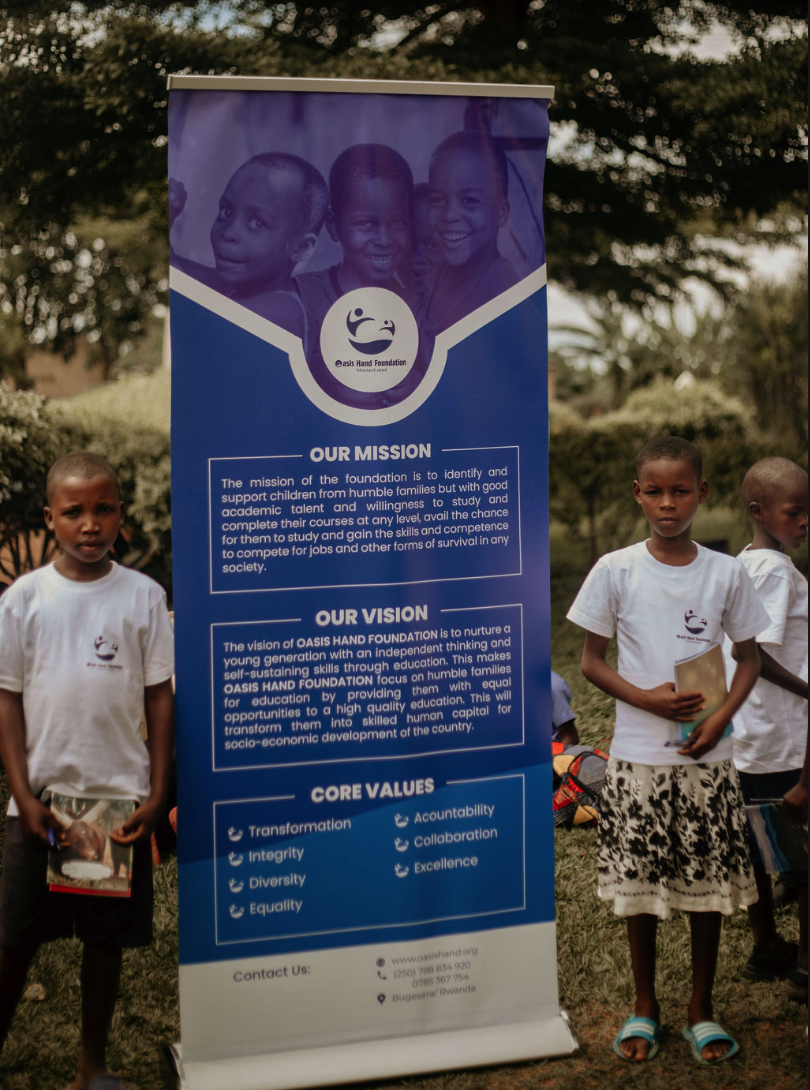 Oasis Hand Foundation
OUR MISSION
The mission of the foundation is to identify and
support children from humble families but with good
academic talent and willingness to study and
complete their courses at any level, avail the chance
for them to study and gain the skills and competence
to compete for jobs and other forms of survival in any
society.
OUR VISION
The vision of OASIS HAND FOUNDATION is to nurture a
young generation with an independent thinking and
self-sustaining skills through education. This makes
OASIS HAND FOUNDATION focus on humble families
for education by providing them with equal
opportunities to a high quality education. This will
transform them into skilled human capital for
socio-economic development of the country.
CORE VALUES
Transformation
Integrity
Diversity
Equality
Acountability
Collaboration
Excellence
Contact Us:
www.oasishand.org
(250) 788 834 920
0785 367 754
Bugesera/ Rwanda